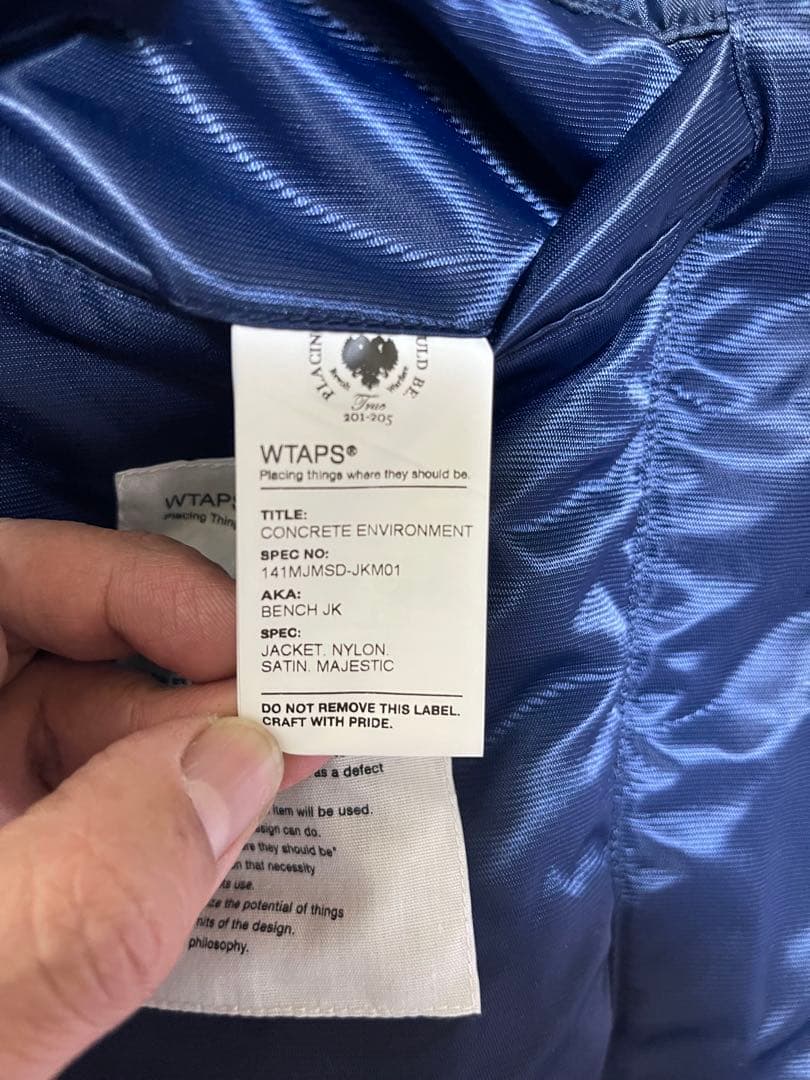 PLACIN
ULD BE.
True
201-205
WTAPS®
Placing things where they should be.
TITLE:
CONCRETE ENVIRONMENT
SPEC NO:
141MJMSD-JKM01
AKA:
BENCH JK
SPEC:
JACKET. NYLON.
SATIN. MAJESTIC
DO NOT REMOVE THIS LABEL.
CRAFT WITH PRIDE.
WTAPS
Placing Thin
as a defect
item will be used.
design can do.
they should be"
that necessity
use.
the potential of things
of the design.
philosophy.